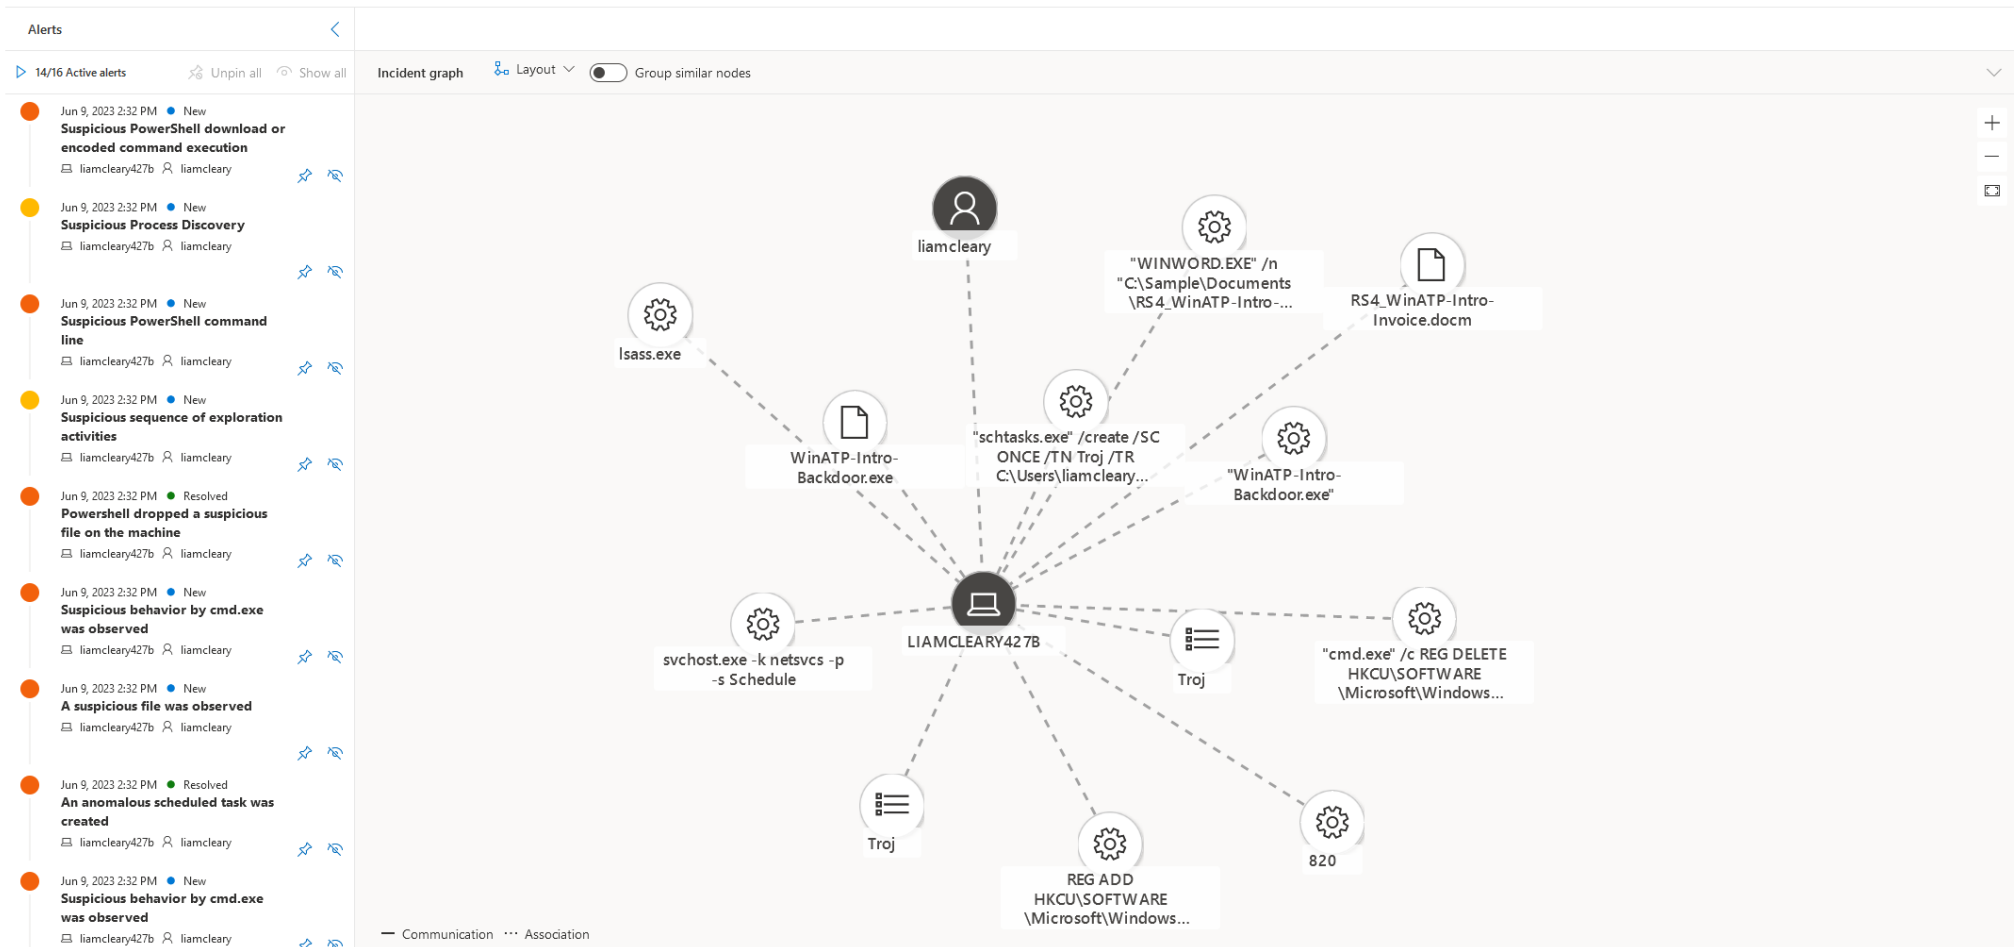 Alerts
14/16 Active alerts
Unpin all
Show all
Jun 9, 2023 2:32 PM New
Suspicious PowerShell download or
encoded command execution
liamcleary427b liamcleary
Jun 9, 2023 2:32 PM New
Suspicious Process Discovery
liamcleary427b liamcleary
Jun 9, 2023 2:32 PM New
Suspicious PowerShell command
line
liamcleary427b liamcleary
Jun 9, 2023 2:32 PM New
Suspicious sequence of exploration
activities
liamcleary427b liamcleary
Jun 9, 2023 2:32 PM Resolved
Powershell dropped a suspicious
file on the machine
liamcleary427b liamcleary
Jun 9, 2023 2:32 PM New
Suspicious behavior by cmd.exe
was observed
liamcleary427b liamcleary
Jun 9, 2023 2:32 PM New
A suspicious file was observed
liamcleary427b liamcleary
Jun 9, 2023 2:32 PM Resolved
An anomalous scheduled task was
created
liamcleary427b liamcleary
Jun 9, 2023 2:32 PM New
Suspicious behavior by cmd.exe
was observed
liamcleary427b liamcleary
Incident graph
Layout
Group similar nodes
liamcleary
"WINWORD.EXE" /n
"C:\Sample\Documents
\RS4_WinATP-Intro-...
RS4_WinATP-Intro-
Invoice.docm
lsass.exe
WinATP-Intro-
Backdoor.exe
"schtasks.exe" /create /SC
ONCE /TN Troj /TR
C:\Users\liamcleary...
"WinATP-Intro-
Backdoor.exe"
svchost.exe -k netsvcs -p
-s Schedule
LIAMCLEARY427B
Troj
"cmd.exe" /c REG DELETE
HKCU\SOFTWARE
\Microsoft\Windows...
Troj
REG ADD
HKCU\SOFTWARE
\Microsoft\Windows...
820
Communication
Association